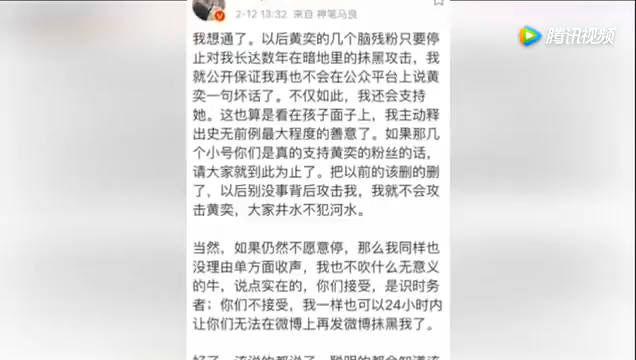 2-12 13:32 来自 神笔马良
腾讯视频
我想通了。以后黄奕的几个脑残粉只要停
止对我长达数年在暗地里的抹黑攻击，我
就公开保证我再也不会在公众平台上说黄
奕一句坏话了。不仅如此，我还会支持
她。这也算是看在孩子面子上，我主动释
出史无前例最大程度的善意了。如果那几
个小号你们是真的支持黄奕的粉丝的话，
请大家就到此为止了。把以前的该删的删
了，以后别没事背后攻击我，我就不会攻
击黄奕，大家井水不犯河水。
当然，如果仍然不愿意停，那么我同样也
没理由单方面收声，我也不吹什么无意义
的牛，说点实在的，你们接受，是识时务
者；你们不接受，我一样也可以24小时内
让你们无法在微博上再发微博抹黑我了。